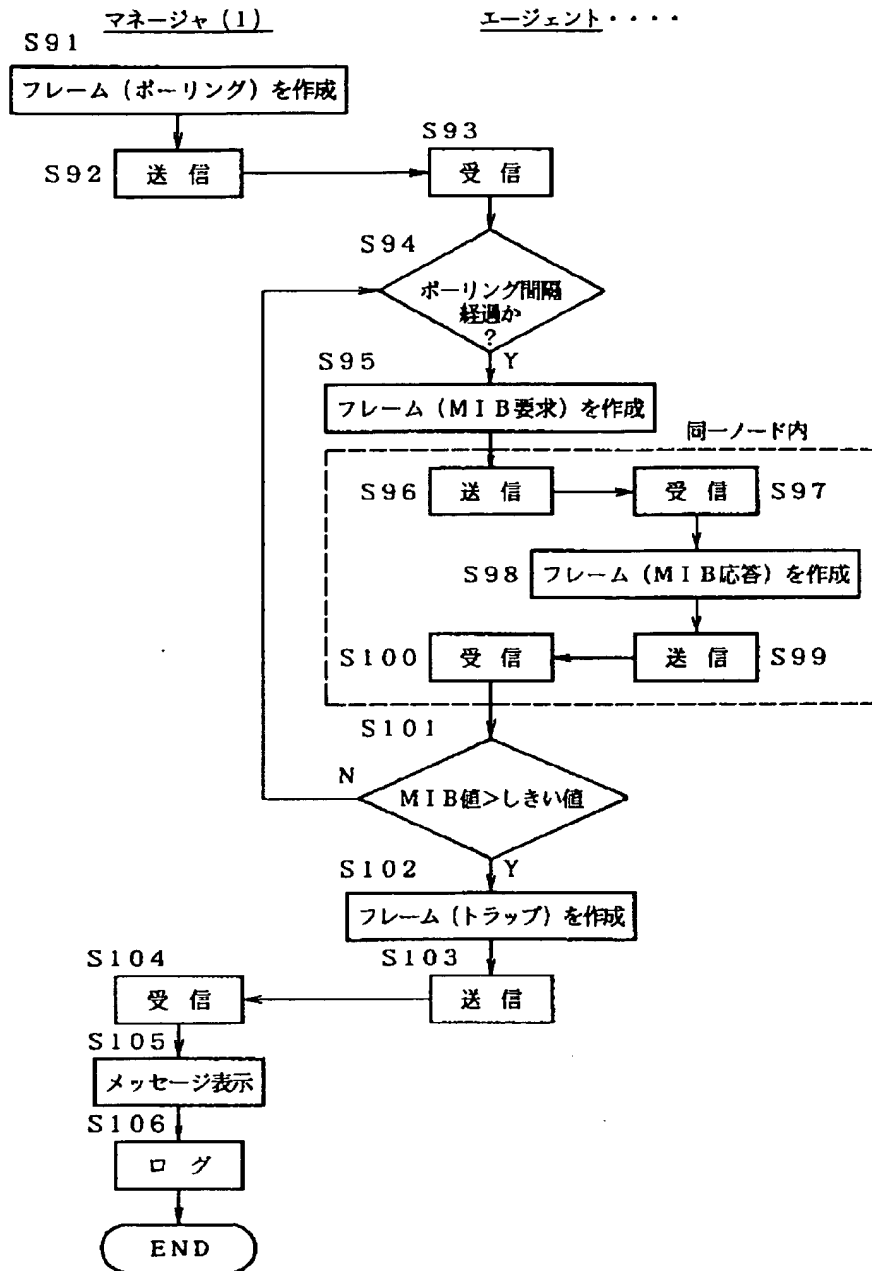 マネージャ(1)
エージェント・・・・
S91
フレーム(ポーリング)を作成
S92
送 信
S93
受 信
S94
ポーリング間隔
経過か
?
Y
S95
フレーム(MIB要求)を作成
同一ノード内
S96
送 信
受 信
S97
S98
フレーム(MIB応答)を作成
S100
受 信
送 信
S99
S101
N
MIB値>しきい値
Y
S102
フレーム(トラップ)を作成
S103
送 信
S104
受 信
S105
メッセージ表示
S106
ロ グ
END